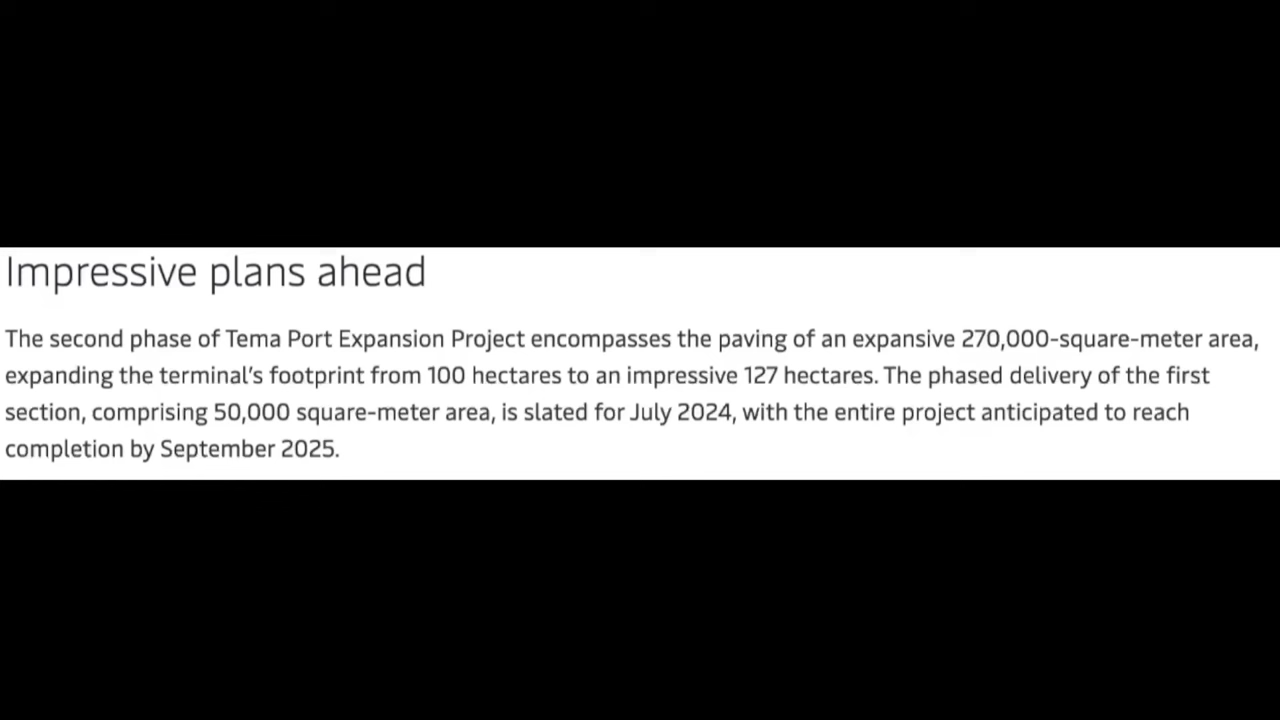 Impressive plans ahead
The second phase of Tema Port Expansion Project encompasses the paving of an expansive 270,000-square-meter area,
expanding the terminal's footprint from 100 hectares to an impressive 127 hectares. The phased delivery of the first
section, comprising 50,000 square-meter area, is slated for July 2024, with the entire project anticipated to reach
completion by September 2025.